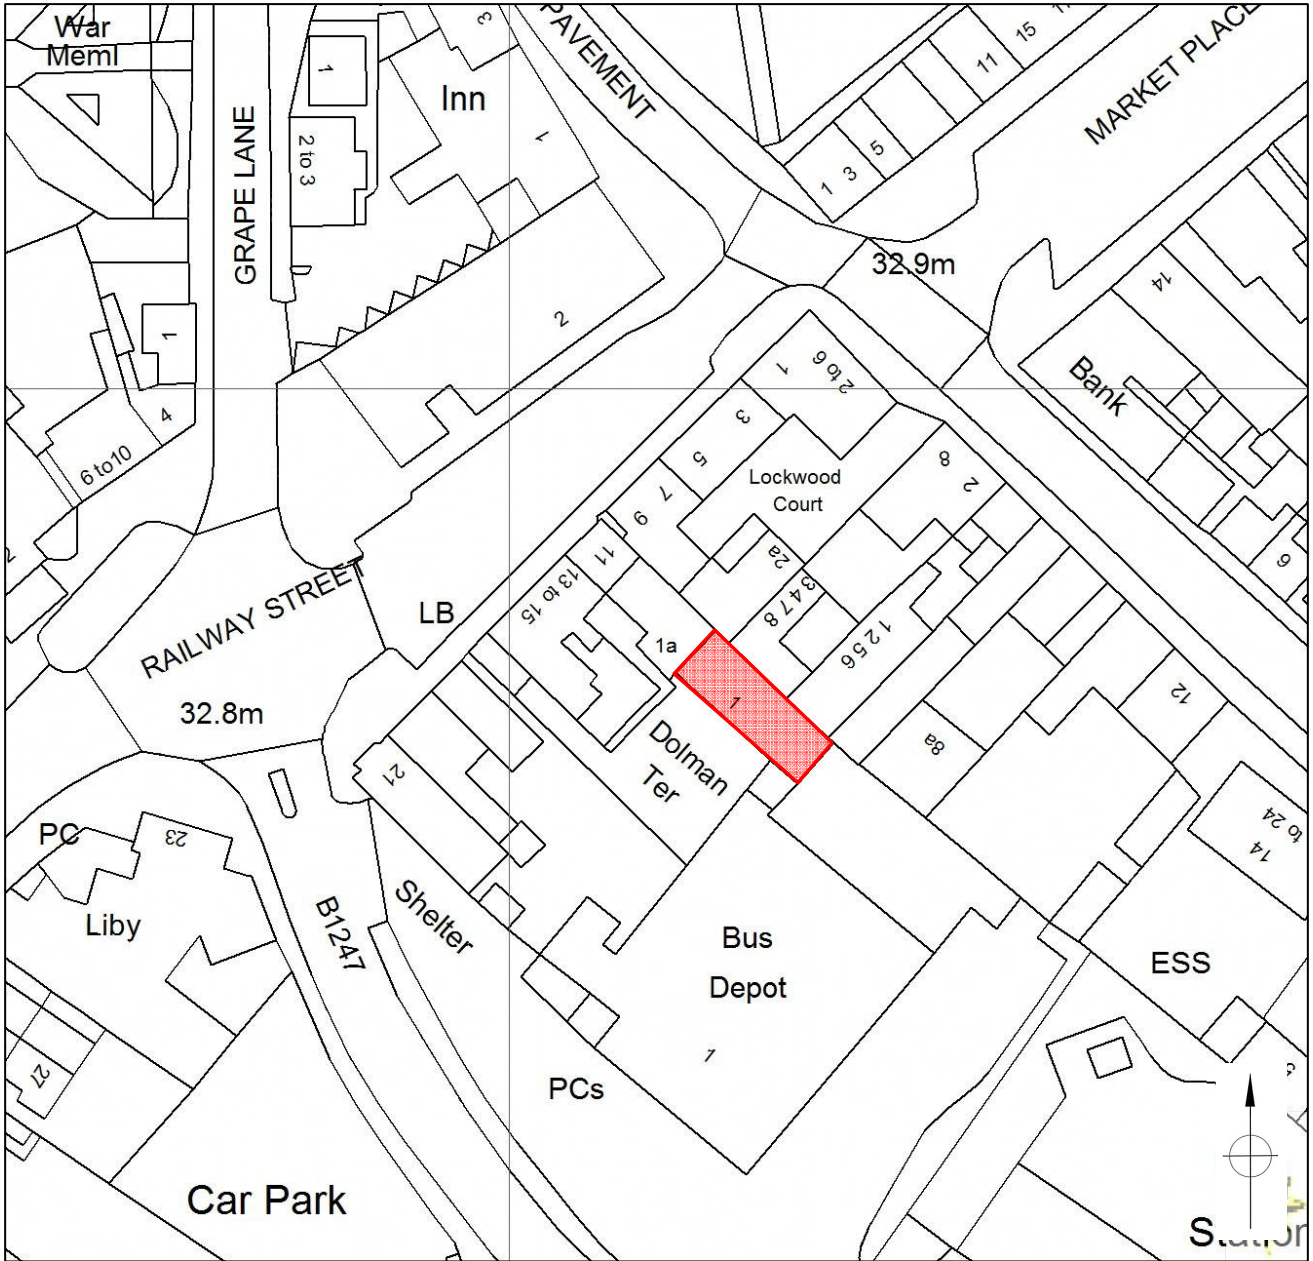 War
Meml
GRAPE LANE
1
2 to 3
Inn
3
1
PAVEMENT
MARKET PLACE
1
3
5
11
15
32.9m
14
Bank
2
1
4
6 to10
1
2 to 6
3
5
7
9
Lockwood
Court
8
2
2a
3 4 7 8
1 2 5 6
11
13 to 15
1a
1
6
RAILWAY STREET
LB
32.8m
Dolman
Ter
12
8a
14
to 24
21
PC
23
Liby
B1247
Shelter
Bus
Depot
1
ESS
PCs
27
Car Park